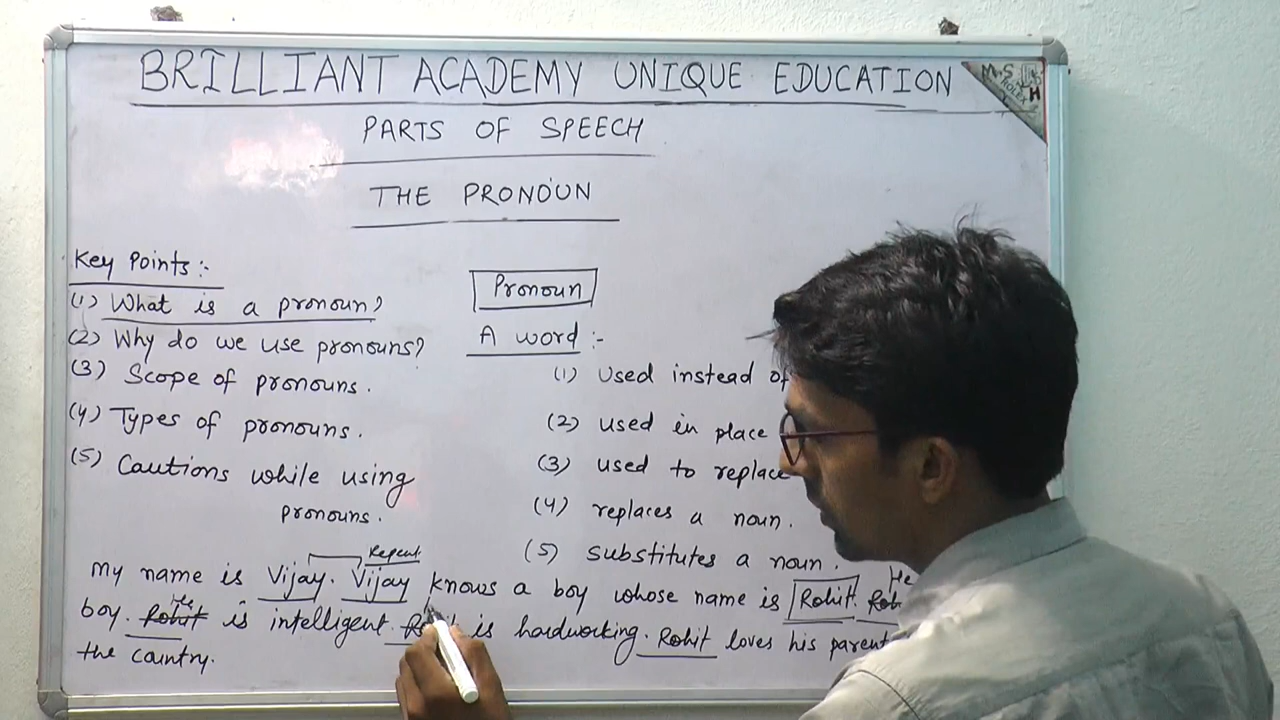 BRILLIANT ACADEMY UNIQUE EDUCATION
PARTS OF SPEECH
THE PRONOUN
Key Points:-
(1) What is a pronoun?
(2) Why do we use pronouns?
(3) Scope of pronouns.
(4) Types of pronouns.
(5) Cautions while using
pronouns.
Pronoun
A word :-
(1) Used instead of
(2) used in place
(3) used to replace
(4) replaces a noun.
(5) substitutes a noun.
Repeat
My name is Vijay. Vijay knows a boy whose name is Rohit. He
boy. Rohit He is intelligent. is hardworking. Rohit loves his parent
the country.